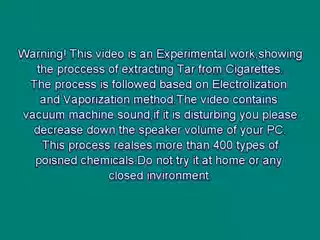 Warning! This video is an Experimental work,showing
the proccess of extracting Tar from Cigarettes.
The process is followed based on Electrolization
and Vaporization method.The video contains
vacuum machine sound,if it is disturbing you please
decrease down the speaker volume of your PC.
This process realses more than 400 types of
poisned chemicals.Do not try it at home or any
closed invironment.